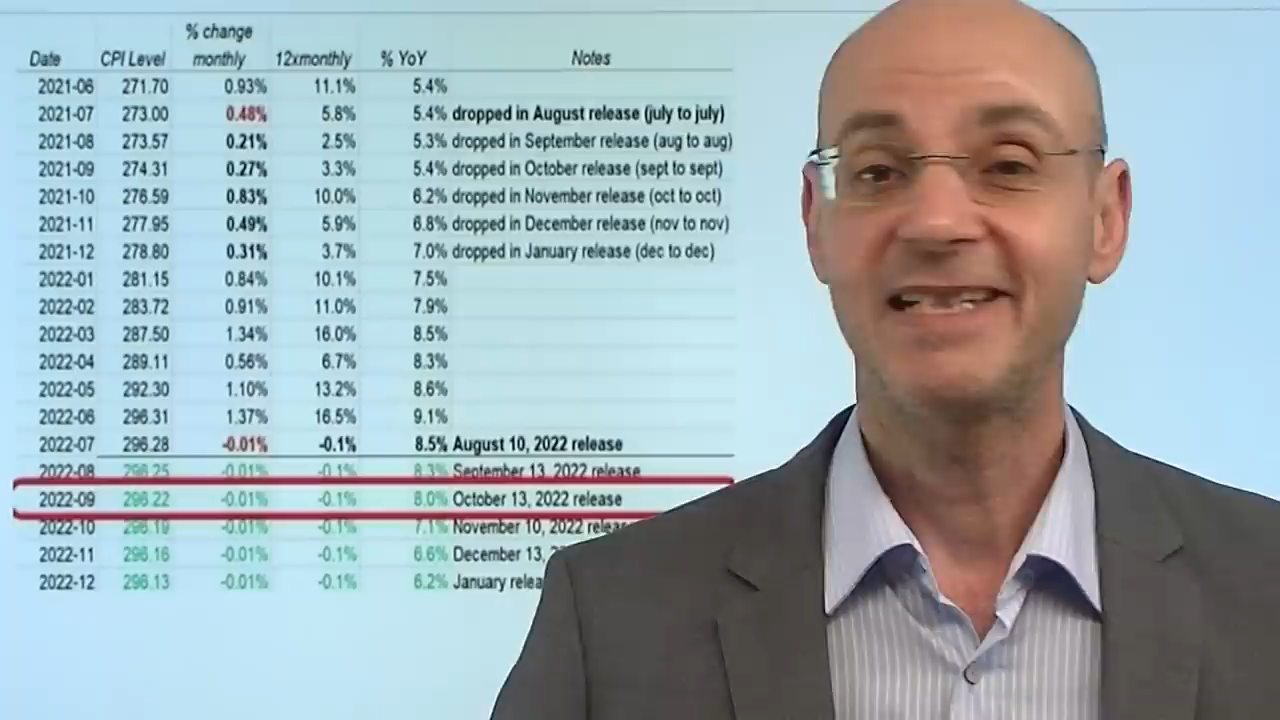 % change
Date CPI Level monthly 12xmonthly % YoY Notes
2021-06 271.70 0.93% 11.1% 5.4%
2021-07 273.00 0.48% 5.8% 5.4% dropped in August release (july to july)
2021-08 273.57 0.21% 2.5% 5.3% dropped in September release (aug to aug)
2021-09 274.31 0.27% 3.3% 5.4% dropped in October release (sept to sept)
2021-10 276.59 0.83% 10.0% 6.2% dropped in November release (oct to oct)
2021-11 277.95 0.49% 5.9% 6.8% dropped in December release (nov to nov)
2021-12 278.80 0.31% 3.7% 7.0% dropped in January release (dec to dec)
2022-01 281.15 0.84% 10.1% 7.5%
2022-02 283.72 0.91% 11.0% 7.9%
2022-03 287.50 1.34% 16.0% 8.5%
2022-04 289.11 0.56% 6.7% 8.3%
2022-05 292.30 1.10% 13.2% 8.6%
2022-06 296.31 1.37% 16.5% 9.1%
2022-07 296.28 -0.01% -0.1% 8.5% August 10, 2022 release
2022-08 296.25 -0.01% -0.1% 8.3% September 13, 2022 release
2022-09 296.22 -0.01% -0.1% 8.0% October 13, 2022 release
2022-10 296.19 -0.01% -0.1% 7.1% November 10, 2022 releas
2022-11 296.16 -0.01% -0.1% 6.6% December 13,
2022-12 296.13 -0.01% -0.1% 6.2% January relea